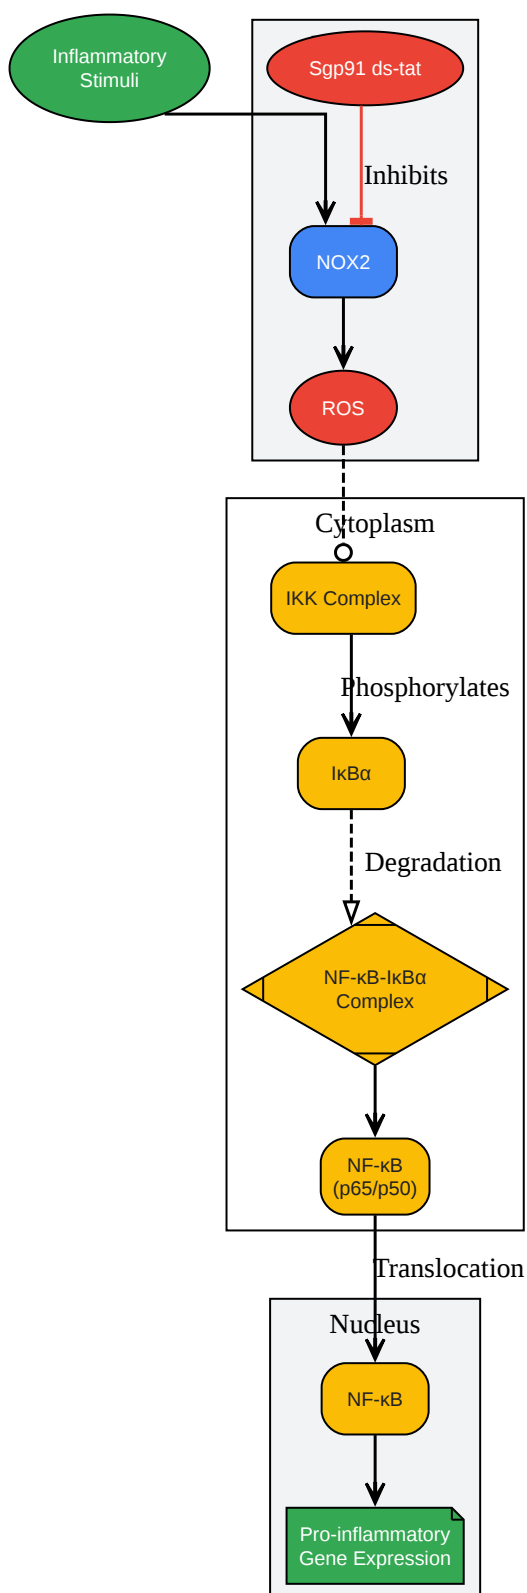 Inflammatory
Stimuli
Sgp91 ds-tat
Inhibits
NOX2
ROS
Cytoplasm
IKK Complex
Phosphorylates
IκBα
Degradation
NF-κB-IκBα
Complex
NF-κB
(p65/p50)
Translocation
Nucleus
NF-κB
Pro-inflammatory
Gene Expression